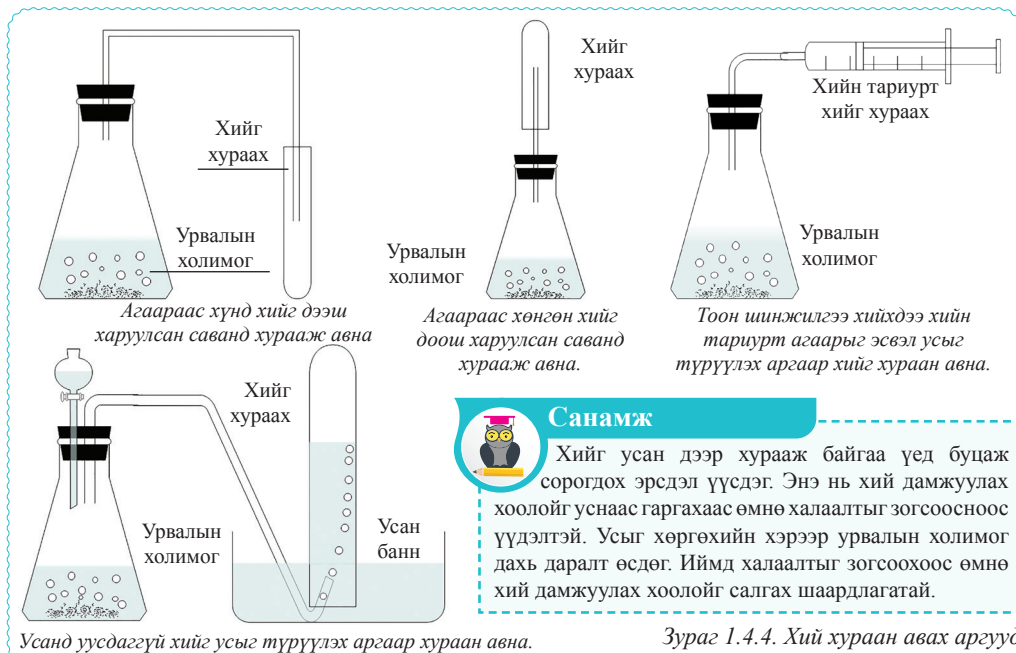 Хийг
хураах
Урвалын
холимог
Агаараас хүнд хийг дээш
харуулсан саванд хурааж авна
Хийг
хураах
Урвалын
холимог
Агаараас хөнгөн хийг
доош харуулсан саванд
хурааж авна.
Хийн тариурт
хийг хураах
Урвалын
холимог
Тоон шинжилгээ хийхдээ хийн
тариурт агаарыг эсвэл усыг
түрүүлэх аргаар хийг хуран авна.
Хийг
хураах
Урвалын
холимог
Усан
банн
Усанд уусдаггүй хийг усыг түрүүлэх аргаар хуран авна.
Санамж
Хийг усан дээр хурааж байгаа үед буцаж
сорогдох эрсдэл үүсдэг. Энэ нь хий дамжуулах
хоолойг уснаас гаргахаас өмнө халаалтыг зогсоосноос
үүдэлтэй. Усыг хөргөхийн хэрээр урвалын холимог
дахь даралт өсдөг. Иймд халаалтыг зогсоохоос өмнө
хий дамжуулах хоолойг салгах шаардлагатай.
Зураг 1.4.4. Хий хураан авах аргууд